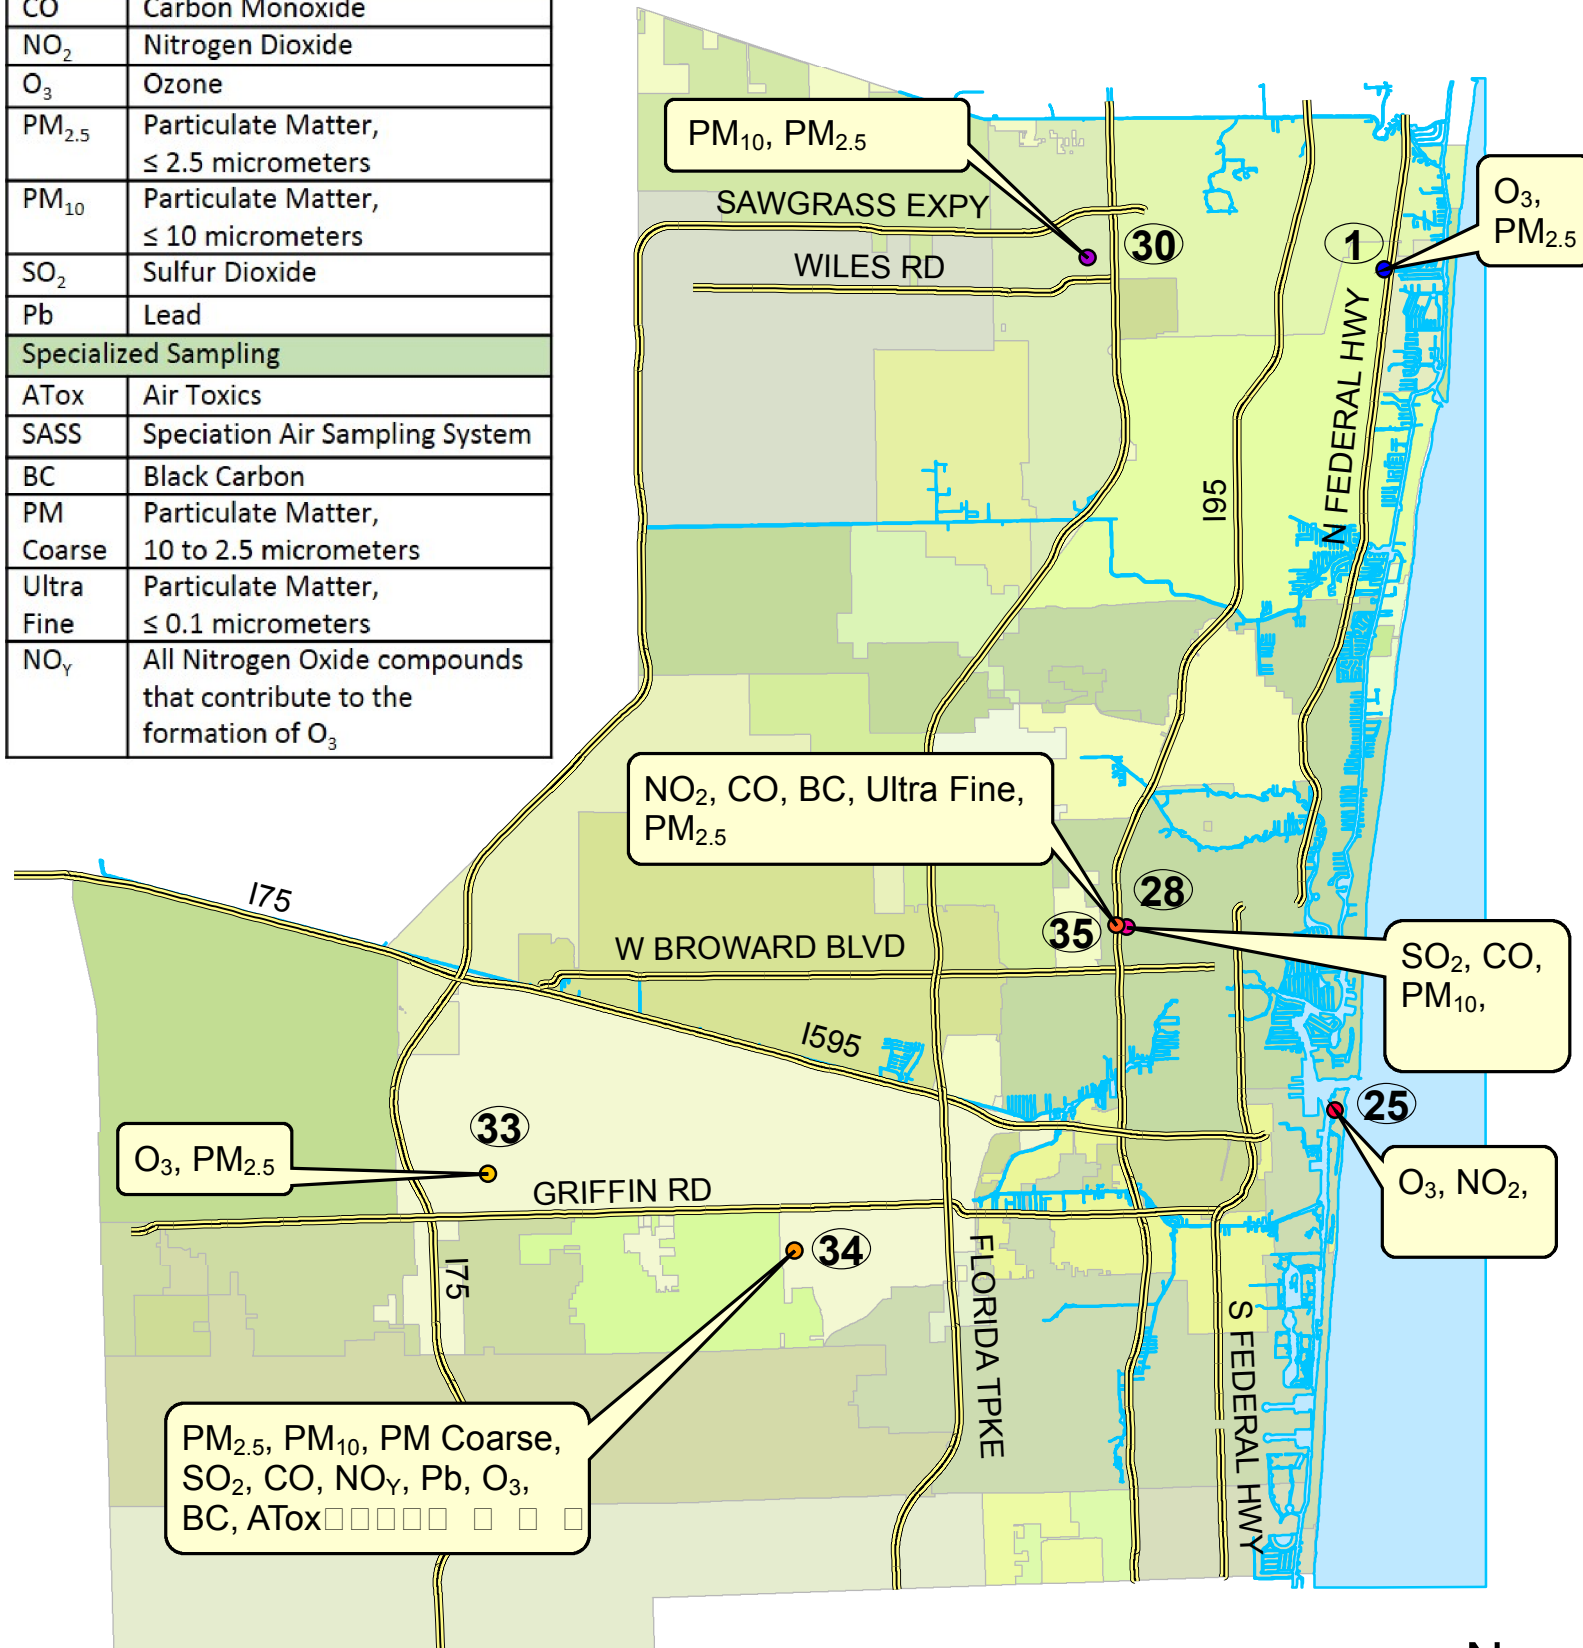 CO Carbon Monoxide
NO₂ Nitrogen Dioxide
O₃ Ozone
PM₂.₅ Particulate Matter,
≤ 2.5 micrometers
PM₁₀ Particulate Matter,
≤ 10 micrometers
SO₂ Sulfur Dioxide
Pb Lead
Specialized Sampling
ATox Air Toxics
SASS Speciation Air Sampling System
BC Black Carbon
PM Particulate Matter,
Coarse 10 to 2.5 micrometers
Ultra Particulate Matter,
Fine ≤ 0.1 micrometers
NOY All Nitrogen Oxide compounds
that contribute to the
formation of O₃
PM₁₀, PM₂.₅
SAWGRASS EXPY
WILES RD
30
1
O₃,
PM₂.₅
N FEDERAL HWY
I95
NO₂, CO, BC, Ultra Fine,
PM₂.₅
28
35
SO₂, CO,
PM₁₀,
I75
W BROWARD BLVD
I595
25
O₃, NO₂,
33
O₃, PM₂.₅
GRIFFIN RD
34
I75
FLORIDA TPKE
S FEDERAL HWY
PM₂.₅, PM₁₀, PM Coarse,
SO₂, CO, NOY, Pb, O₃,
BC, ATox□□□□□ □ □ □